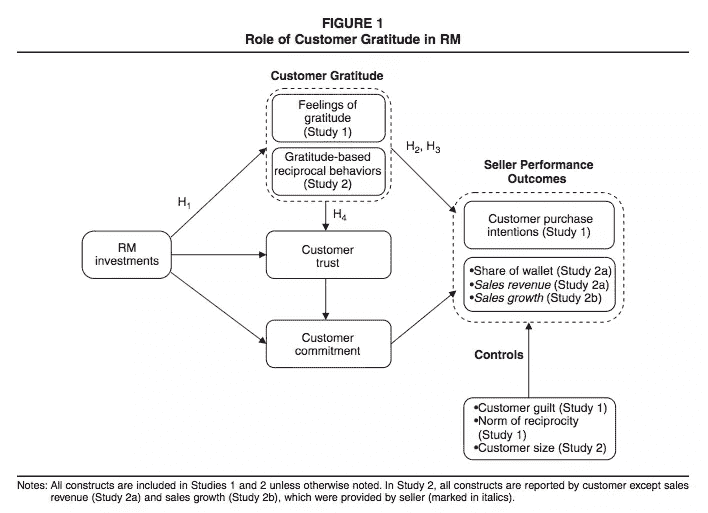 FIGURE 1
Role of Customer Gratitude in RM
Customer Gratitude
Feelings of
gratitude
(Study 1)
Gratitude-based
reciprocal behaviors
(Study 2)
H1
H2, H3
H4
Seller Performance
Outcomes
Customer purchase
intentions (Study 1)
RM
investments
Customer
trust
•Share of wallet (Study 2a)
•Sales revenue (Study 2a)
•Sales growth (Study 2b)
Customer
commitment
Controls
•Customer guilt (Study 1)
•Norm of reciprocity
(Study 1)
•Customer size (Study 2)
Notes: All constructs are included in Studies 1 and 2 unless otherwise noted. In Study 2, all constructs are reported by customer except sales
revenue (Study 2a) and sales growth (Study 2b), which were provided by seller (marked in italics).